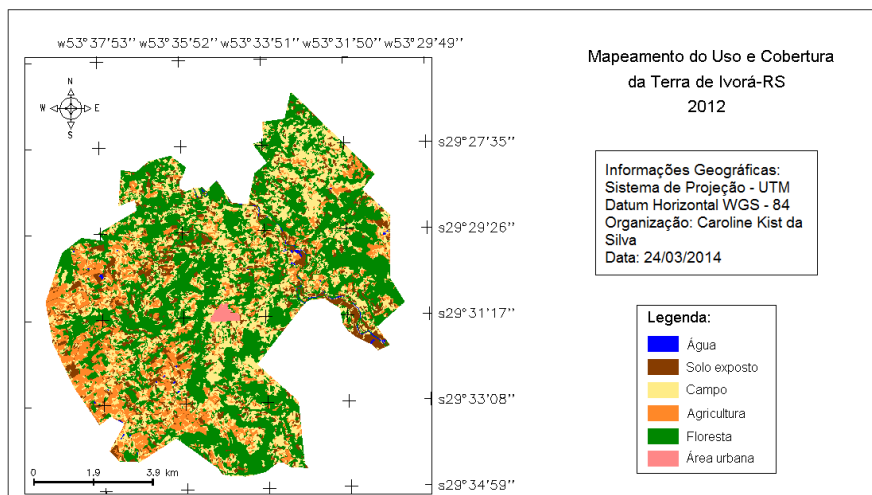 w53°37'53''w53°35'52''w53°33'51''w53°31'50''w53°29'49''
N
W E
S
s29°27'35''
s29°29'26''
s29°31'17''
s29°33'08''
s29°34'59''
0 1.9 3.9 km
Mapeamento do Uso e Cobertura
da Terra de Ivorá-RS
2012
Informações Geográficas:
Sistema de Projeção - UTM
Datum Horizontal WGS - 84
Organização: Caroline Kist da
Silva
Data: 24/03/2014
Legenda:
Água
Solo exposto
Campo
Agricultura
Floresta
Área urbana